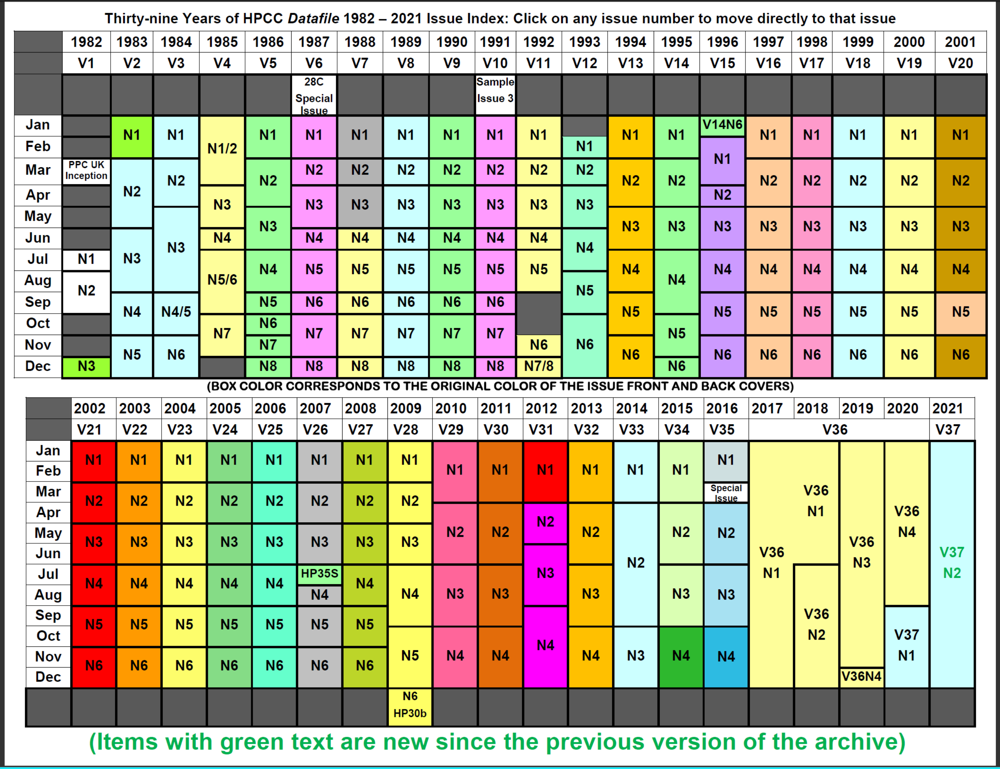 Thirty-nine Years of HPCC Datafile 1982 – 2021 Issue Index: Click on any issue number to move directly to that issue
1982 1983 1984 1985 1986 1987 1988 1989 1990 1991 1992 1993 1994 1995 1996 1997 1998 1999 2000 2001
V1 V2 V3 V4 V5 V6 V7 V8 V9 V10 V11 V12 V13 V14 V15 V16 V17 V18 V19 V20
28C Sample
Special Issue 3
Issue
Jan N1 N1 N1 N1 N1 N1 N1 N1 N1 N1 N1 V14N6 N1 N1 N1 N1 N1
Feb N1/2 N1 N1
Mar PPC UK Inception N2 N2 N2 N2 N2 N2 N2 N2 N2 N2 N2 N2 N2 N2 N2 N2
Apr N2 N3 N3 N3 N3 N3 N3 N3 N3 N2
May N3 N3 N3 N3 N3 N3 N3 N3 N3
Jun N3 N4 N4 N4 N4 N4 N4 N4 N4
Jul N1 N3 N4 N5 N5 N5 N5 N5 N5 N4 N4 N4 N4 N4 N4 N4
Aug N2 N5/6 N5 N4
Sep N4 N4/5 N5 N6 N6 N6 N6 N6 N5 N5 N5 N5 N5 N5 N5
Oct N7 N6 N7 N7 N7 N7 N7 N5
Nov N5 N6 N7 N6 N6 N6 N6 N6 N6 N6 N6 N6
Dec N3 N8 N8 N8 N8 N8 N8 N7/8 N6
(BOX COLOR CORRESPONDS TO THE ORIGINAL COLOR OF THE ISSUE FRONT AND BACK COVERS)
2002 2003 2004 2005 2006 2007 2008 2009 2010 2011 2012 2013 2014 2015 2016 2017 2018 2019 2020 2021
V21 V22 V23 V24 V25 V26 V27 V28 V29 V30 V31 V32 V33 V34 V35 V36 V37
Jan N1 N1 N1 N1 N1 N1 N1 N1 N1
Feb N1 N1 N1 N1 N1 N1
Mar N2 N2 N2 N2 N2 N2 N2 N2 Special Issue V36
Apr N2 N1 V36
May N3 N3 N3 N3 N3 N3 N3 N3 N2 N2 N2 N2 N2 V36 N4
Jun N2 V36 N3 V37
Jul N4 N4 N4 N4 N4 HP35S N4 N3 N1 N2
Aug N4 N4 N3 N3 N3 N3 N3
Sep N5 N5 N5 N5 N5 N5 N5 V36
Oct N4 N2 V37
Nov N6 N6 N6 N6 N6 N6 N6 N5 N4 N4 N4 N3 N4 N4 N1
Dec V36N4
N6
HP30b
(Items with green text are new since the previous version of the archive)